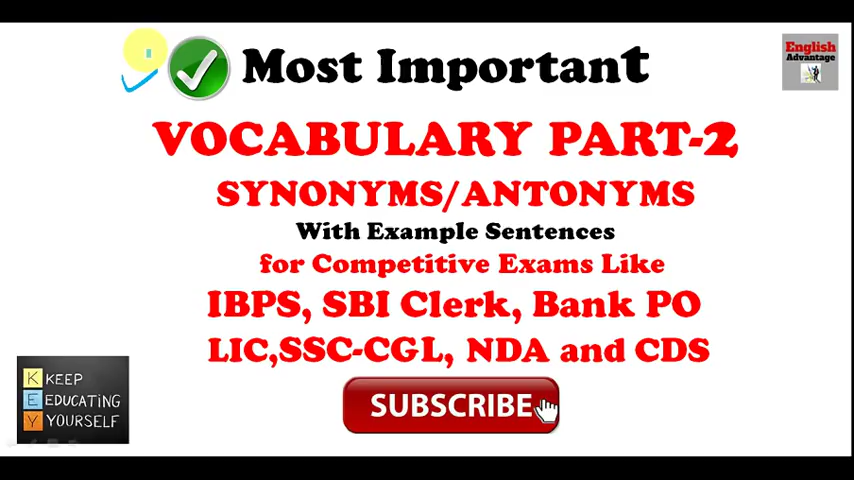 Most Important
English
Advantage
VOCABULARY PART-2
SYNONYMS/ANTONYMS
With Example Sentences
for Competitive Exams Like
IBPS, SBI Clerk, Bank PO
LIC,SSC-CGL, NDA and CDS
K KEEP
E EDUCATING
Y YOURSELF
SUBSCRIBE